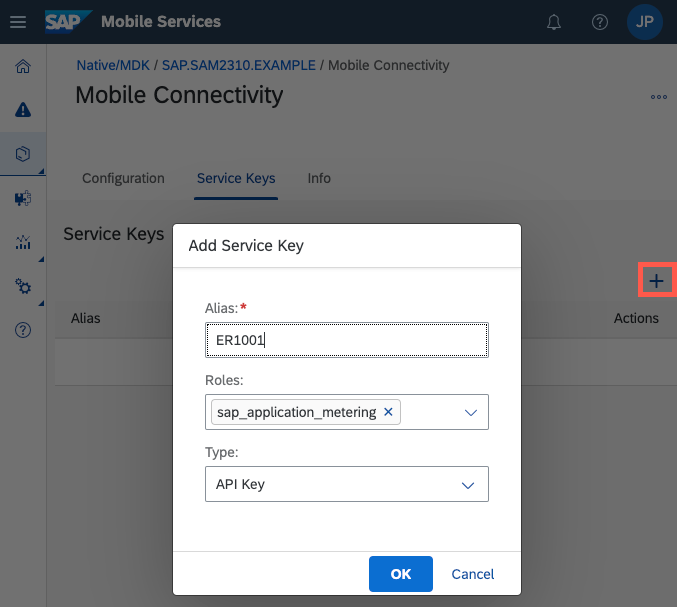 SAP Mobile Services
JP
Native/MDK / SAP.SAM2310.EXAMPLE / Mobile Connectivity
Mobile Connectivity
Configuration Service Keys Info
Service Keys
Add Service Key
Alias Actions
Alias:*
ER1001
Roles:
sap_application_metering
Type:
API Key
OK Cancel